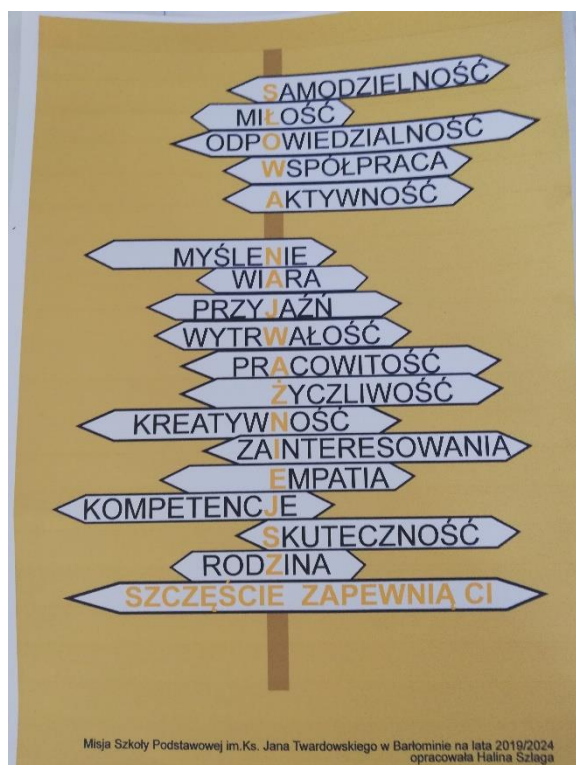 SAMODZIELNOŚĆ
MIŁOŚĆ
ODPOWIEDZIALNOŚĆ
WSPÓŁPRACA
AKTYWNOŚĆ
MYŚLENIE
WIARA
PRZYJAŹŃ
WYTRWAŁOŚĆ
PRACOWITOŚĆ
ŻYCZLIWOŚĆ
KREATYWNOŚĆ
ZAINTERESOWANIA
EMPATIA
KOMPETENCJE
SKUTECZNOŚĆ
RODZINA
SZCZĘŚCIE ZAPEWNIĄ CI
Misja Szkoły Podstawowej im.Ks. Jana Twardowskiego w Barłominie na lata 2019/2024
opracowała Halina Szlaga